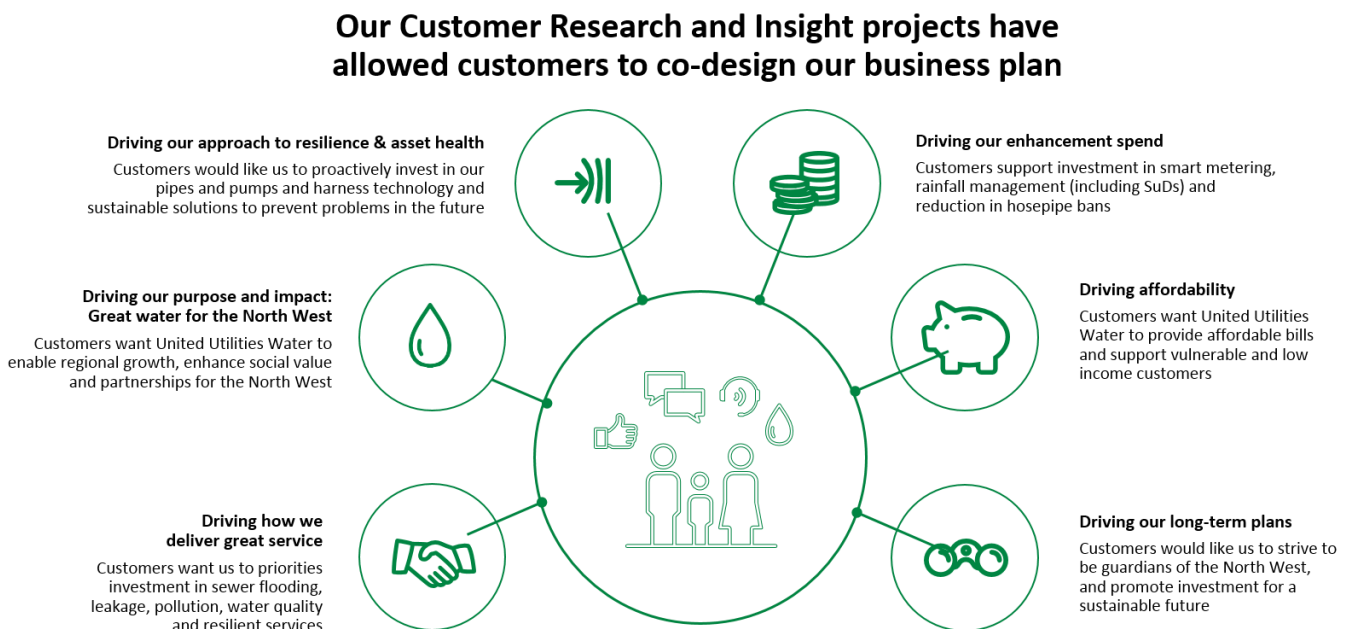 Our Customer Research and Insight projects have
allowed customers to co-design our business plan
Driving our approach to resilience & asset health
Customers would like us to proactively invest in our
pipes and pumps and harness technology and
sustainable solutions to prevent problems in the future
Driving our enhancement spend
Customers support investment in smart metering,
rainfall management (including SuDs) and
reduction in hosepipe bans
Driving our purpose and impact:
Great water for the North West
Customers want United Utilities Water to
enable regional growth, enhance social value
and partnerships for the North West
Driving affordability
Customers want United Utilities
Water to provide affordable bills
and support vulnerable and low
income customers
Driving how we
deliver great service
Customers want us to priorities
investment in sewer flooding,
leakage, pollution, water quality
and resilient services
Driving our long-term plans
Customers would like us to strive to
be guardians of the North West,
and promote investment for a
sustainable future